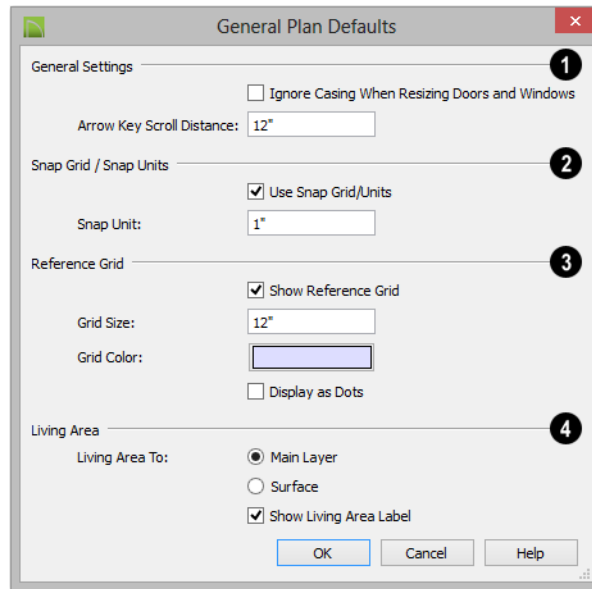 General Plan Defaults
General Settings 1
Ignore Casing When Resizing Doors and Windows
Arrow Key Scroll Distance: 12"
Snap Grid / Snap Units 2
Use Snap Grid/Units
Snap Unit: 1"
Reference Grid 3
Show Reference Grid
Grid Size: 12"
Grid Color:
Display as Dots
Living Area 4
Living Area To: Main Layer
Surface
Show Living Area Label
OK Cancel Help